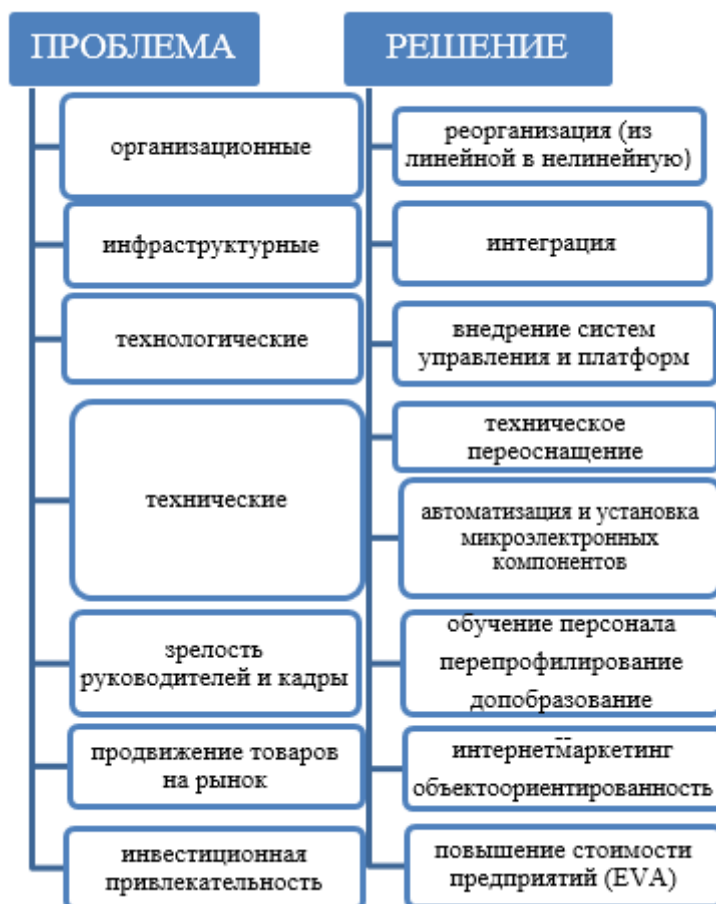 ПРОБЛЕМА
организационные
инфраструктурные
технологические
технические
зрелость
руководителей и кадры
продвижение товаров
на рынок
инвестиционная
привлекательность
РЕШЕНИЕ
реорганизация (из
линейной в нелинейную)
интеграция
внедрение систем
управления и платформ
техническое
переоснащение
автоматизация и установка
микроэлектронных
компонентов
обучение персонала
перепрофилирование
допобразование
интернетмаркетинг
объектоориентированность
повышение стоимости
предприятий (EVA)